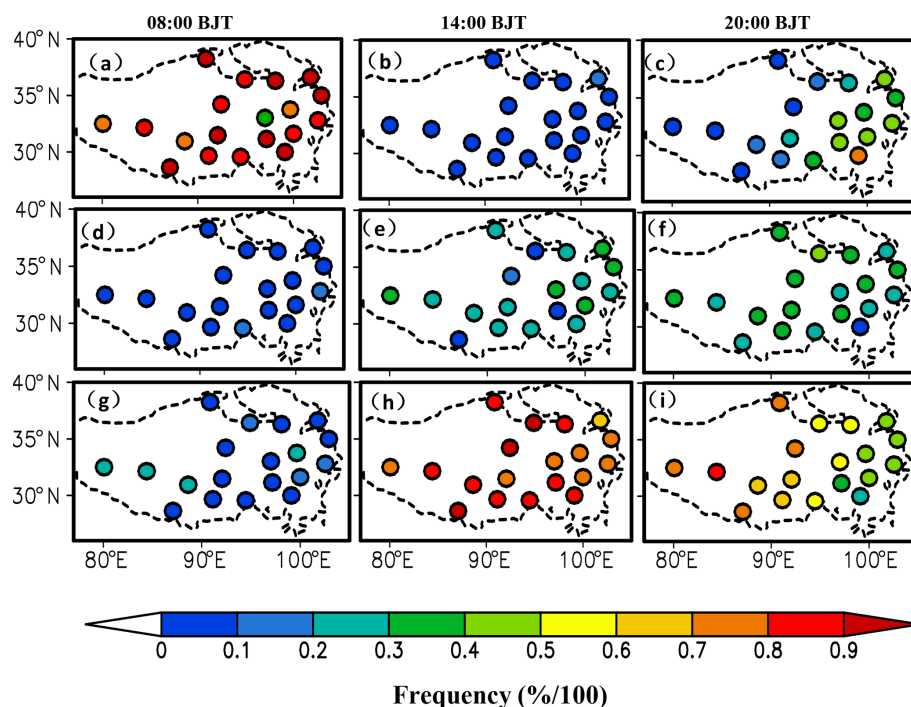 08:00 BJT 14:00 BJT 20:00 BJT
40°N
(a) (b) (c)
35°N
30°N
40°N
(d) (e) (f)
35°N
30°N
40°N
(g) (h) (i)
35°N
30°N
80°E 90°E 100°E 80°E 90°E 100°E 80°E 90°E 100°E
0 0.1 0.2 0.3 0.4 0.5 0.6 0.7 0.8 0.9
Frequency (%/100)